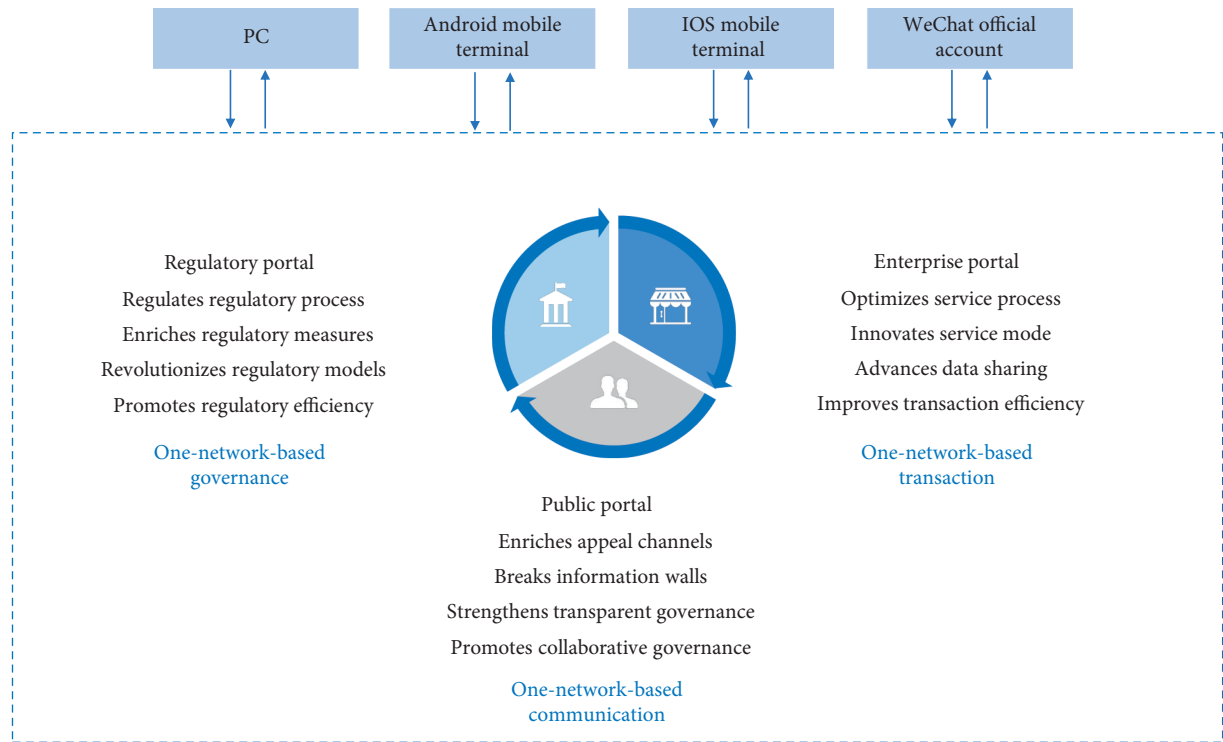 PC
Android mobile
terminal
IOS mobile
terminal
WeChat official
account
Regulatory portal
Regulates regulatory process
Enriches regulatory measures
Revolutionizes regulatory models
Promotes regulatory efficiency
One-network-based
governance
Enterprise portal
Optimizes service process
Innovates service mode
Advances data sharing
Improves transaction efficiency
One-network-based
transaction
Public portal
Enriches appeal channels
Breaks information walls
Strengthens transparent governance
Promotes collaborative governance
One-network-based
communication